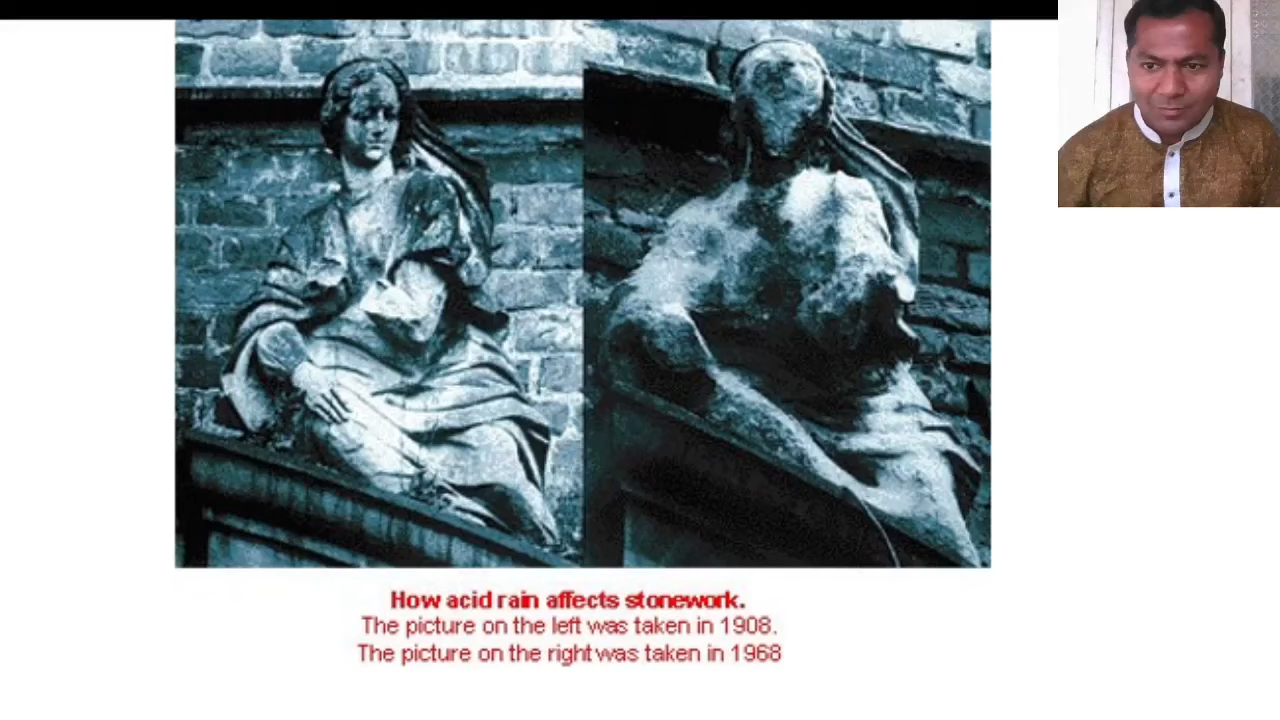 How acid rain affects stonework.
The picture on the left was taken in 1908.
The picture on the right was taken in 1968